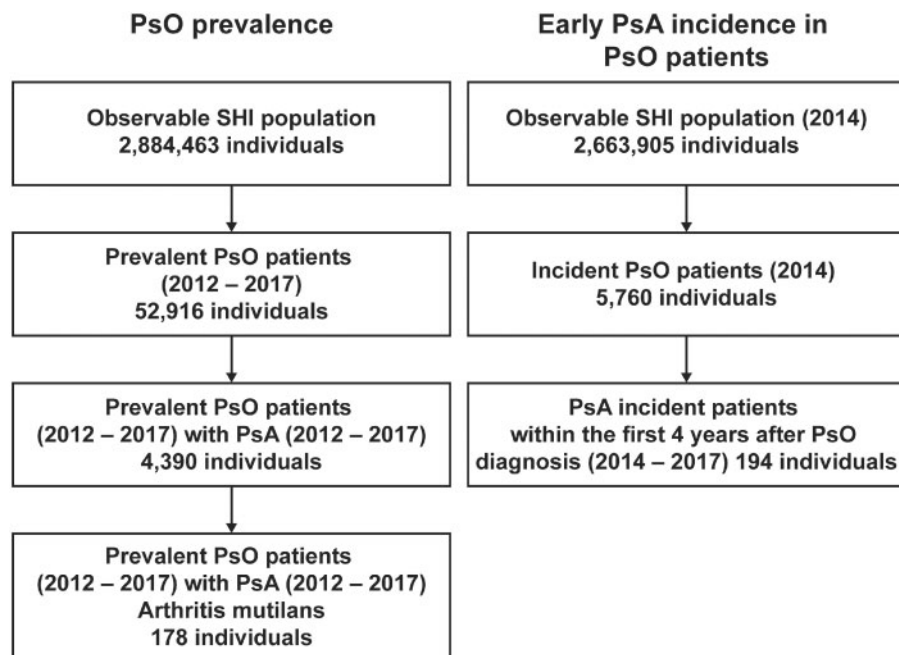 PsO prevalence
Observable SHI population
2,884,463 individuals
Prevalent PsO patients
(2012 – 2017)
52,916 individuals
Prevalent PsO patients
(2012 – 2017) with PsA (2012 – 2017)
4,390 individuals
Prevalent PsO patients
(2012 – 2017) with PsA (2012 – 2017)
Arthritis mutilans
178 individuals
Early PsA incidence in
PsO patients
Observable SHI population (2014)
2,663,905 individuals
Incident PsO patients (2014)
5,760 individuals
PsA incident patients
within the first 4 years after PsO
diagnosis (2014 – 2017) 194 individuals